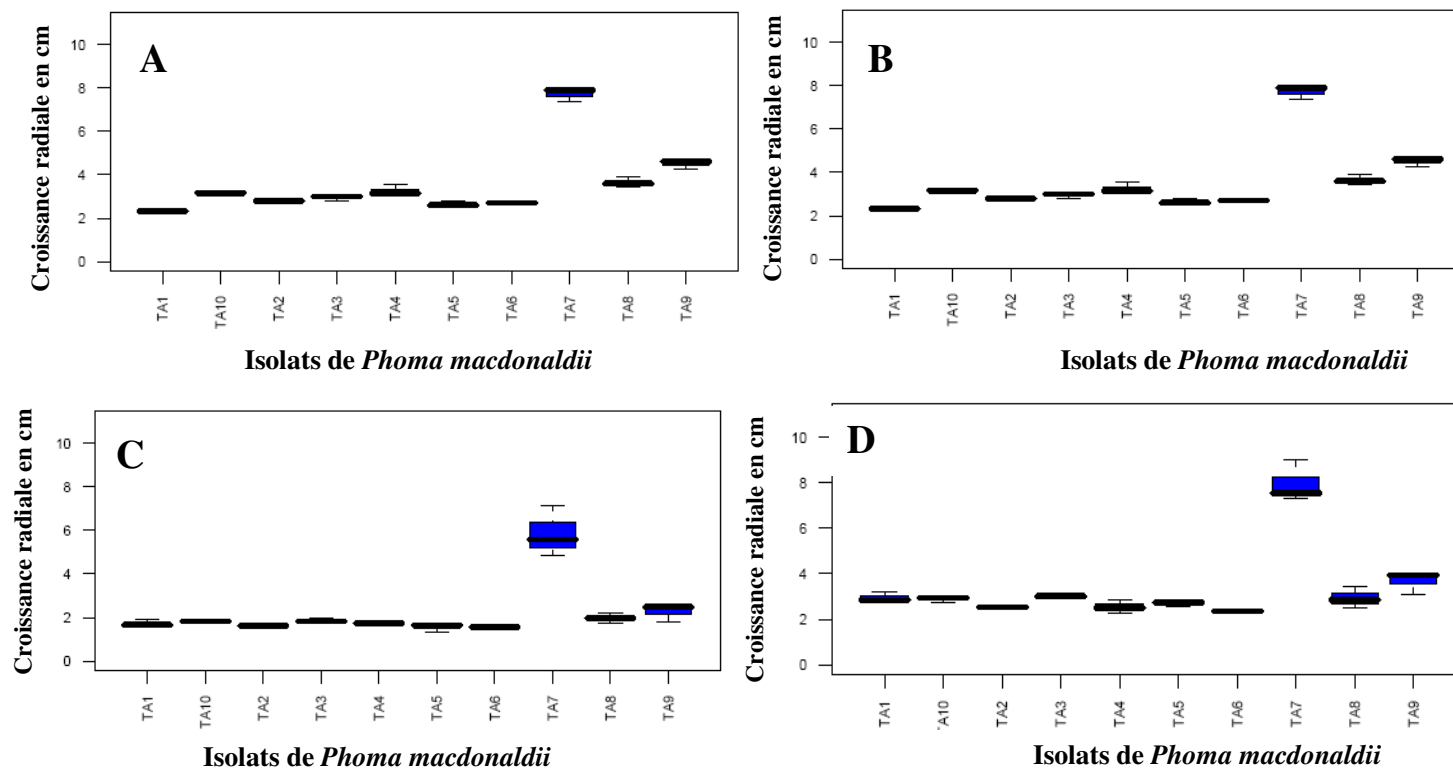 A
Croissance radiale en cm
10
8
6
4
2
0
TA1
TA10
TA2
TA3
TA4
TA5
TA6
TA7
TA8
TA9
Isolats de Phoma macdonaldii
B
Croissance radiale en cm
10
8
6
4
2
0
TA1
TA10
TA2
TA3
TA4
TA5
TA6
TA7
TA8
TA9
Isolats de Phoma macdonaldii
C
Croissance radiale en cm
10
8
6
4
2
0
TA1
TA10
TA2
TA3
TA4
TA5
TA6
TA7
TA8
TA9
Isolats de Phoma macdonaldii
D
Croissance radiale en cm
10
8
6
4
2
0
TA1
TA10
TA2
TA3
TA4
TA5
TA6
TA7
TA8
TA9
Isolats de Phoma macdonaldii